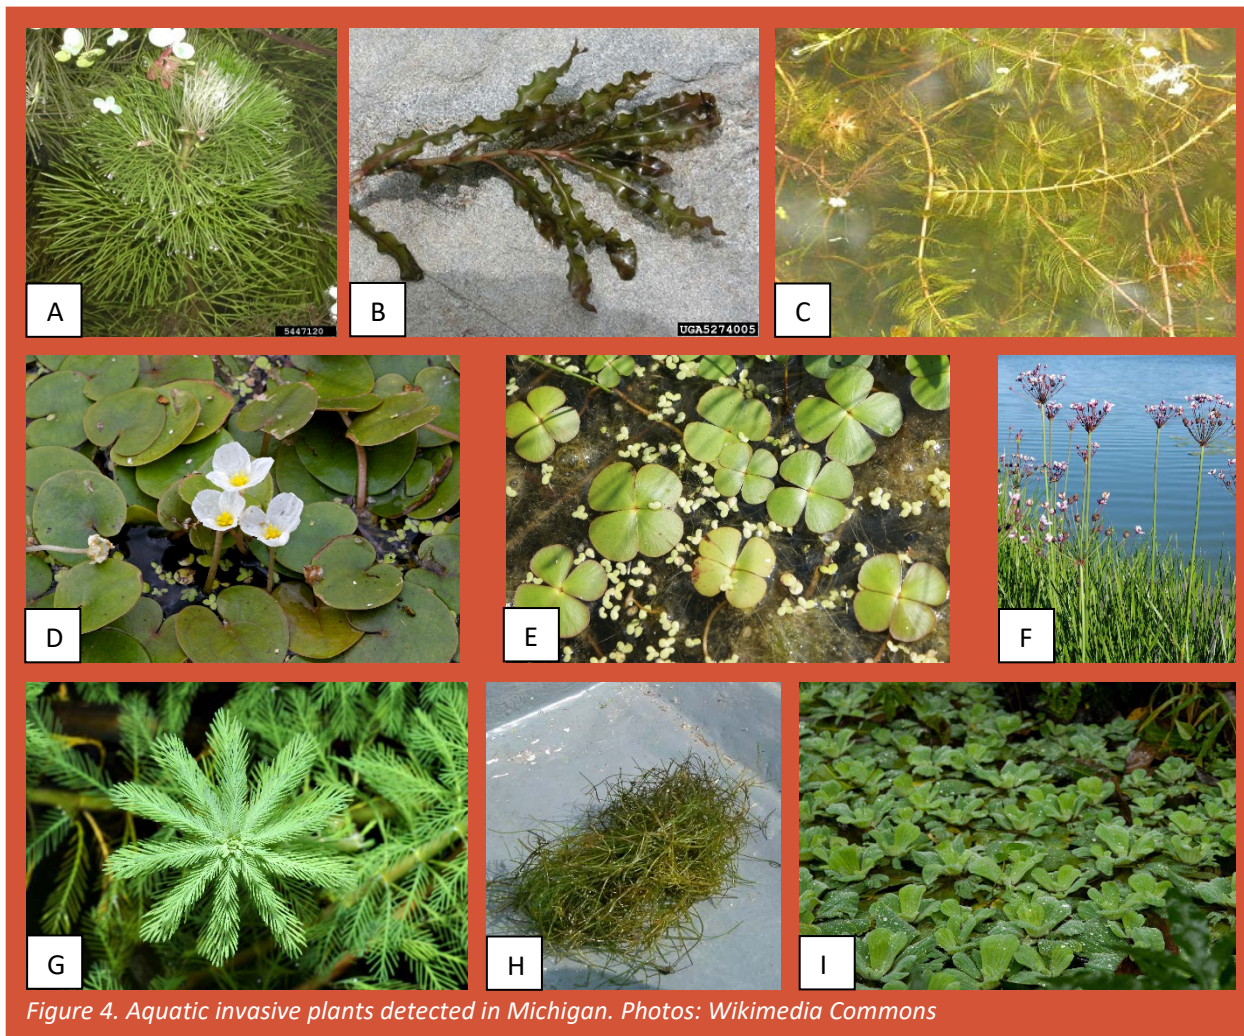 A
5447120
B
UGA5274005
C
D
E
F
G
H
I
Figure 4. Aquatic invasive plants detected in Michigan. Photos: Wikimedia Commons